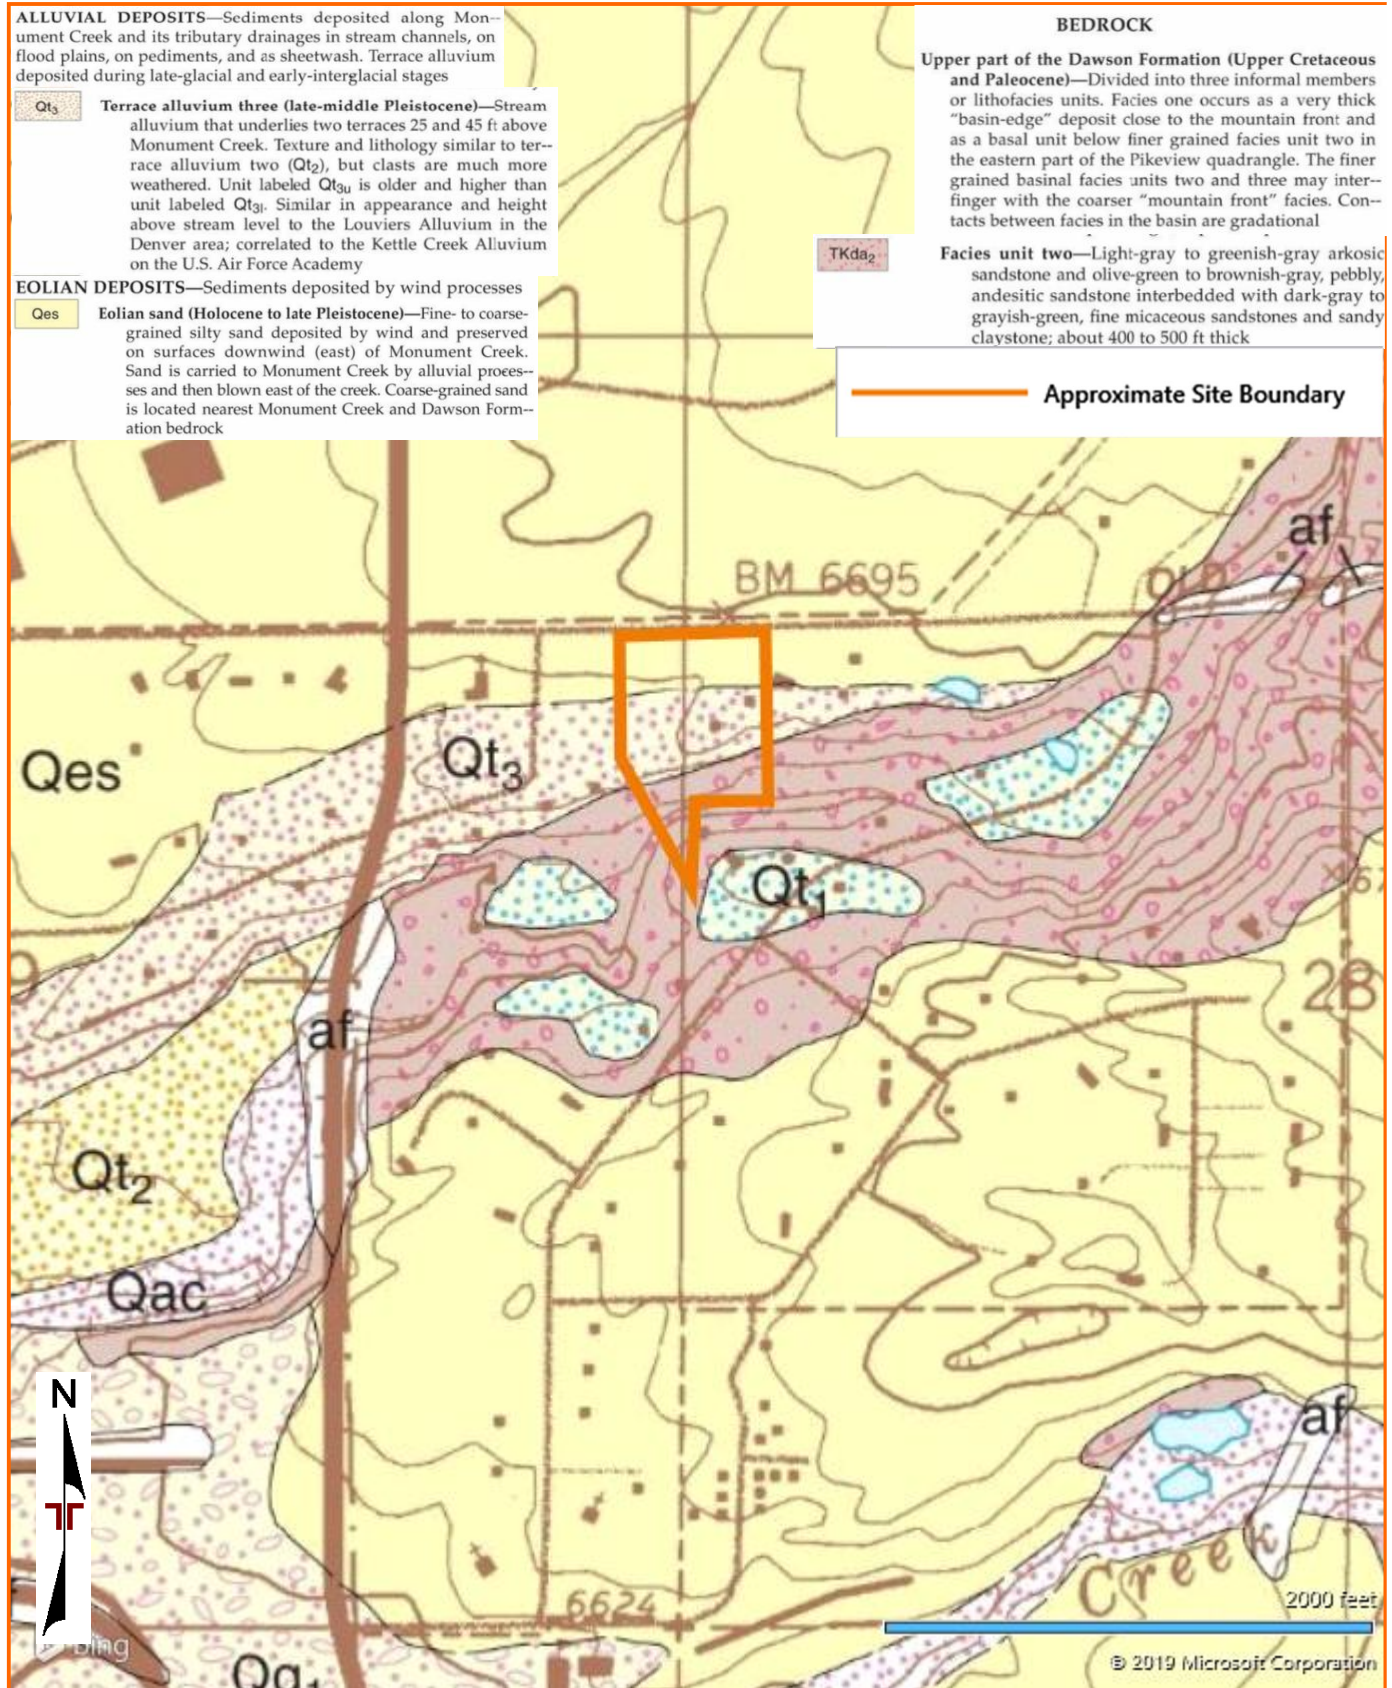 ALLUVIAL DEPOSITS—Sediments deposited along Mon--
ument Creek and its tributary drainages in stream channels, on
flood plains, on pediments, and as sheetwash. Terrace alluvium
deposited during late-glacial and early-interglacial stages
Qt3
Terrace alluvium three (late-middle Pleistocene)—Stream
alluvium that underlies two terraces 25 and 45 ft above
Monument Creek. Texture and lithology similar to ter--
race alluvium two (Qt2), but clasts are much more
weathered. Unit labeled Qt3u is older and higher than
unit labeled Qt3l. Similar in appearance and height
above stream level to the Louviers Alluvium in the
Denver area; correlated to the Kettle Creek Alluvium
on the U.S. Air Force Academy
EOLIAN DEPOSITS—Sediments deposited by wind processes
Qes
Eolian sand (Holocene to late Pleistocene)—Fine- to coarse-
grained silty sand deposited by wind and preserved
on surfaces downwind (east) of Monument Creek.
Sand is carried to Monument Creek by alluvial proces--
ses and then blown east of the creek. Coarse-grained sand
is located nearest Monument Creek and Dawson Form--
ation bedrock
BEDROCK
Upper part of the Dawson Formation (Upper Cretaceous
and Paleocene)—Divided into three informal members
or lithofacies units. Facies one occurs as a very thick
"basin-edge" deposit close to the mountain front and
as a basal unit below finer grained facies unit two in
the eastern part of the Pikeview quadrangle. The finer
grained basinal facies units two and three may inter--
finger with the coarser "mountain front" facies. Con--
tacts between facies in the basin are gradational
TKda2
Facies unit two—Light-gray to greenish-gray arkosic
sandstone and olive-green to brownish-gray, pebbly,
andesitic sandstone interbedded with dark-gray to
grayish-green, fine micaceous sandstones and sandy
claystone; about 400 to 500 ft thick
Approximate Site Boundary
af
BM 6695
OLD
Qes
Qt3
Qt1
28
af
Qt2
Qac
N
af
Creek
6624
2000 feet
Bing
© 2019 Microsoft Corporation
Qg1